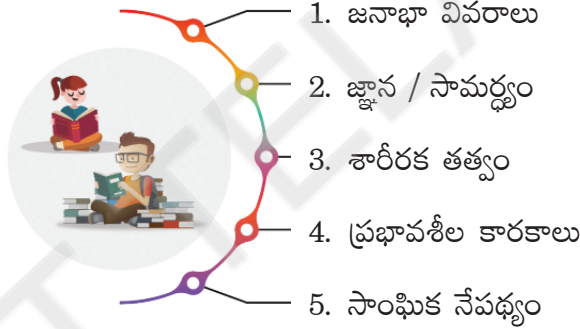 1. జనాభా వివరాలు
2. జ్ఞాన / సామర్థ్యం
3. శారీరక తత్వం
4. ప్రభావశీల కారకాలు
5. సాంఘిక నేపథ్యం